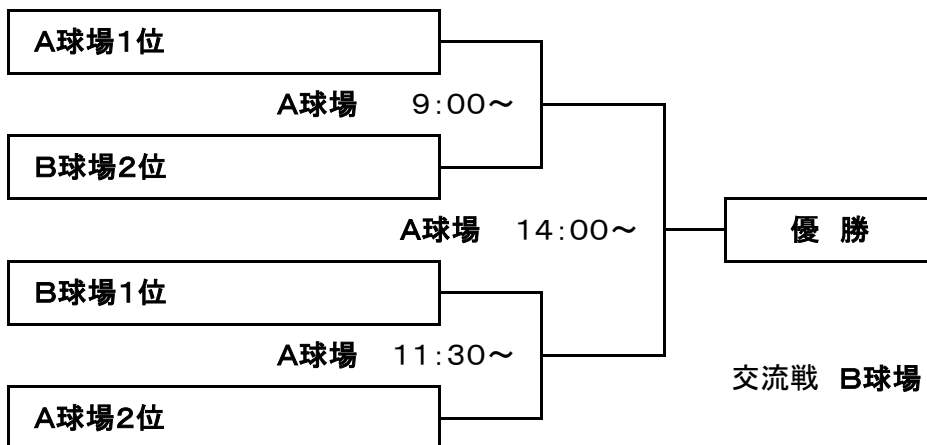 A球場1位
A球場　9:00～
B球場2位
A球場　14:00～
優　勝
B球場1位
A球場　11:30～
交流戦　B球場
A球場2位